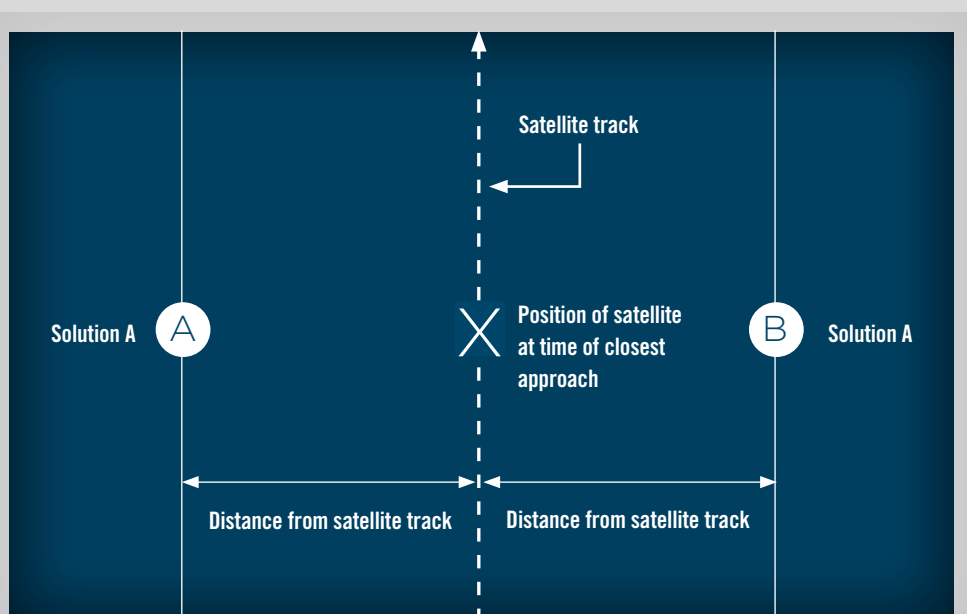 Satellite track
Solution A
A
X
Position of satellite
at time of closest
approach
B
Solution A
Distance from satellite track
Distance from satellite track